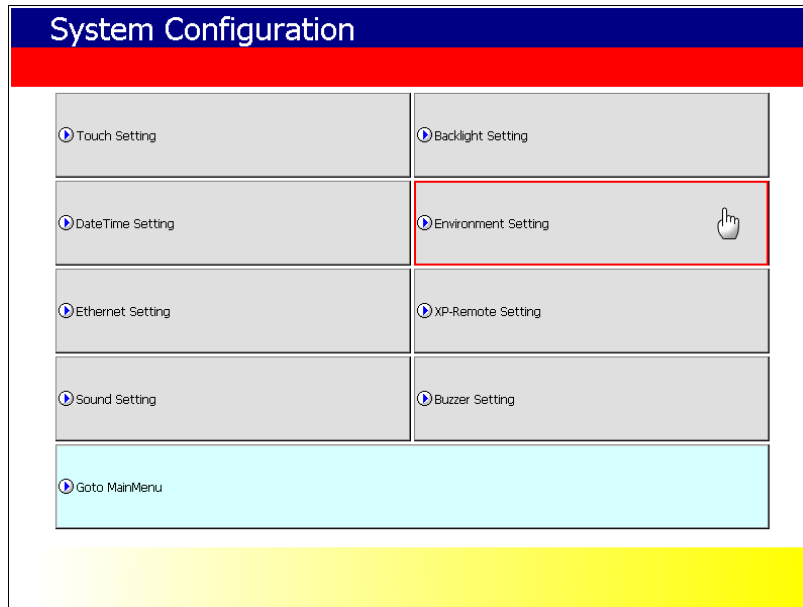 System Configuration
Touch Setting
Backlight Setting
DateTime Setting
Environment Setting
Ethernet Setting
XP-Remote Setting
Sound Setting
Buzzer Setting
Goto MainMenu